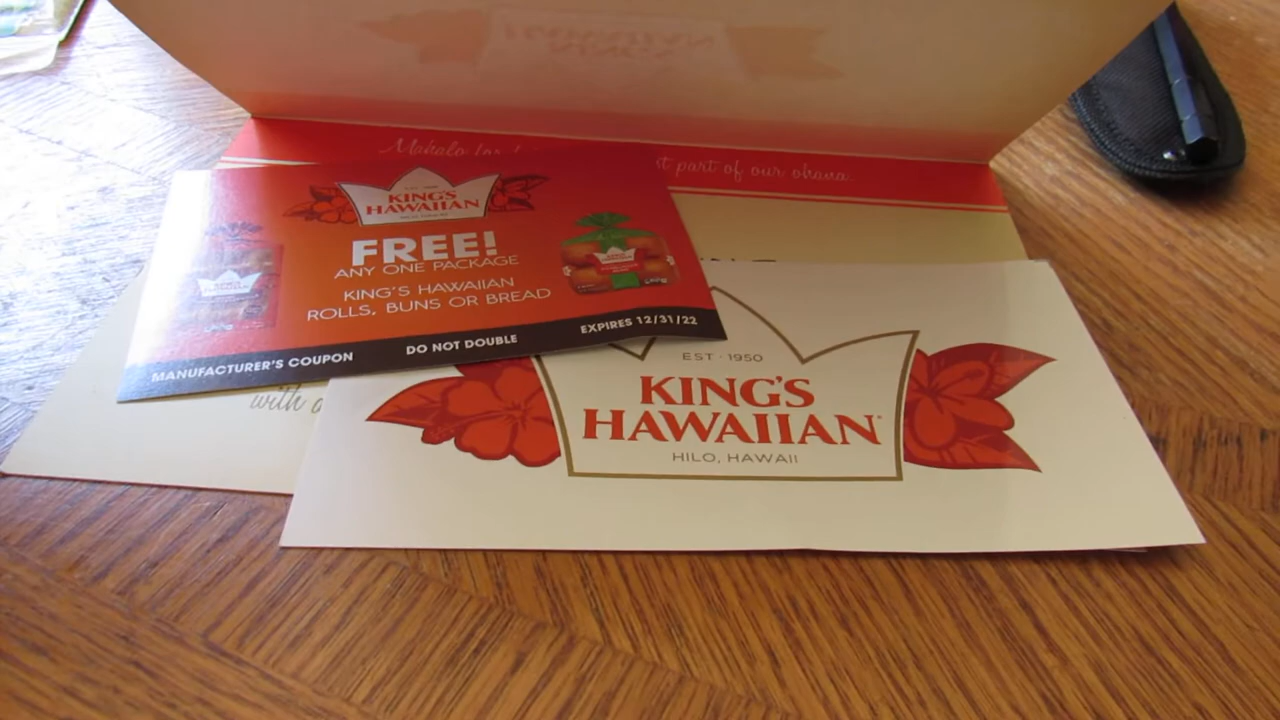 Mahalo for
t part of our ohana.
KING'S
HAWAIIAN
FREE!
ANY ONE PACKAGE
KING'S HAWAIIAN
ROLLS, BUNS OR BREAD
MANUFACTURER'S COUPON
DO NOT DOUBLE
EXPIRES 12/31/22
with
EST · 1950
KING'S
HAWAIIAN
HILO, HAWAII